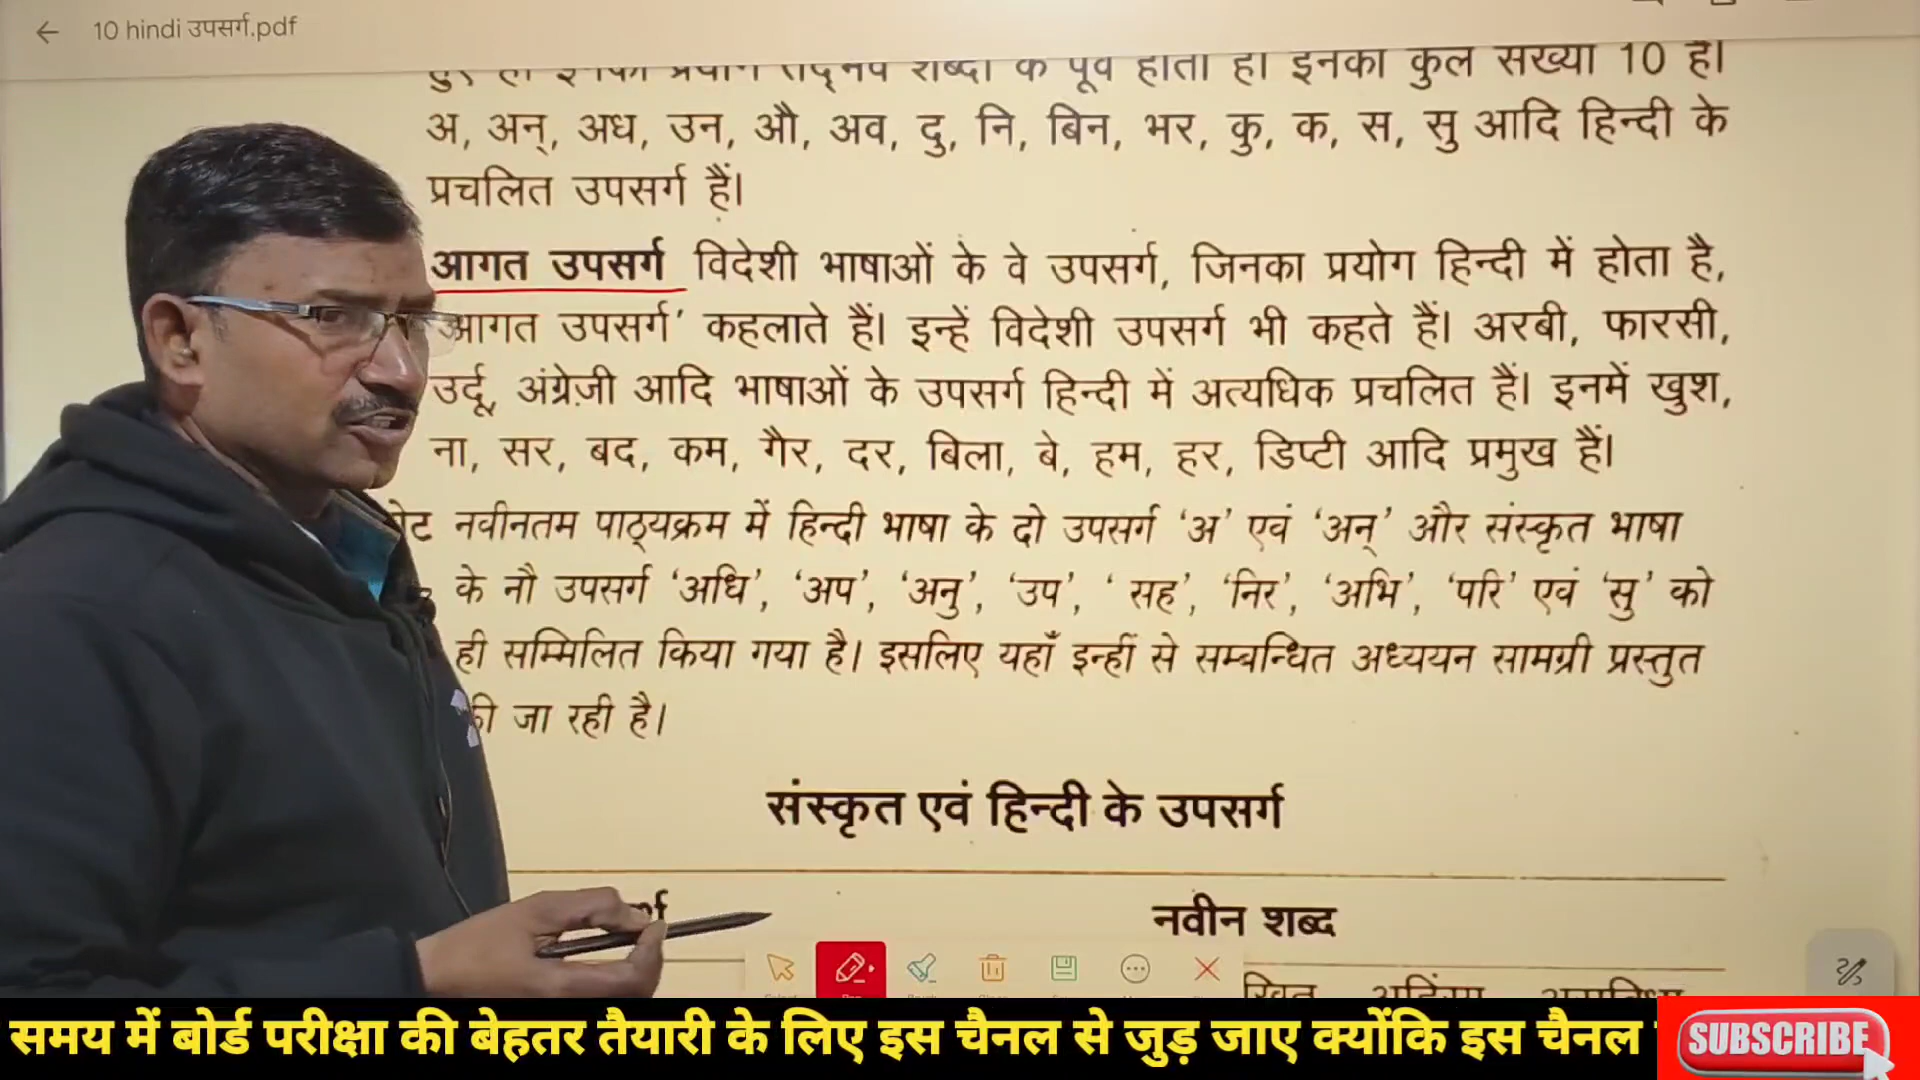 10 hindi उपसर्ग.pdf
शब्दों के पूर्व होता है। इनकी कुल संख्या 10 है।
अ, अन्, अध, उन, औ, अव, दु, नि, बिन, भर, कु, क, स, सु आदि हिन्दी के
प्रचलित उपसर्ग हैं।
आगत उपसर्ग विदेशी भाषाओं के वे उपसर्ग, जिनका प्रयोग हिन्दी में होता है,
आगत उपसर्ग' कहलाते हैं। इन्हें विदेशी उपसर्ग भी कहते हैं। अरबी, फारसी,
उर्दू, अंग्रेज़ी आदि भाषाओं के उपसर्ग हिन्दी में अत्यधिक प्रचलित हैं। इनमें खुश,
ना, सर, बद, कम, गैर, दर, बिला, बे, हम, हर, डिप्टी आदि प्रमुख हैं।
नवीनतम पाठ्यक्रम में हिन्दी भाषा के दो उपसर्ग 'अ' एवं 'अन्' और संस्कृत भाषा
के नौ उपसर्ग 'अधि', 'अप', 'अनु', 'उप', ' सह', 'निर', 'अभि', 'परि' एवं 'सु' को
ही सम्मिलित किया गया है। इसलिए यहाँ इन्हीं से सम्बन्धित अध्ययन सामग्री प्रस्तुत
जा रही है।
संस्कृत एवं हिन्दी के उपसर्ग
नवीन शब्द
समय में बोर्ड परीक्षा की बेहतर तैयारी के लिए इस चैनल से जुड़ जाए क्योंकि इस चैनल
SUBSCRIBE